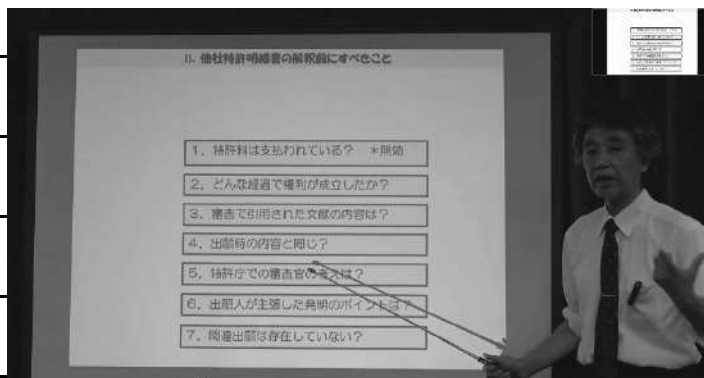 II. 他社特許明細書の解釈前にすべきこと
1. 特許料は支払われている? *無効
2. どんな経過で権利が成立したか?
3. 審査で引用された文献の内容は?
4. 出願時の内容と同じ?
5. 特許庁での審査官の考えは?
6. 出願人が主張した発明のポイントは?
7. 関連出願は存在していない?